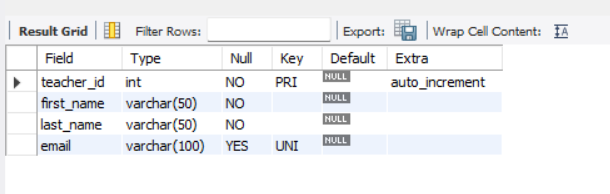 Result Grid Filter Rows: Export: Wrap Cell Content: IA
Field Type Null Key Default Extra
teacher_id int NO PRI NULL auto_increment
first_name varchar(50) NO NULL
last_name varchar(50) NO NULL
email varchar(100) YES UNI NULL